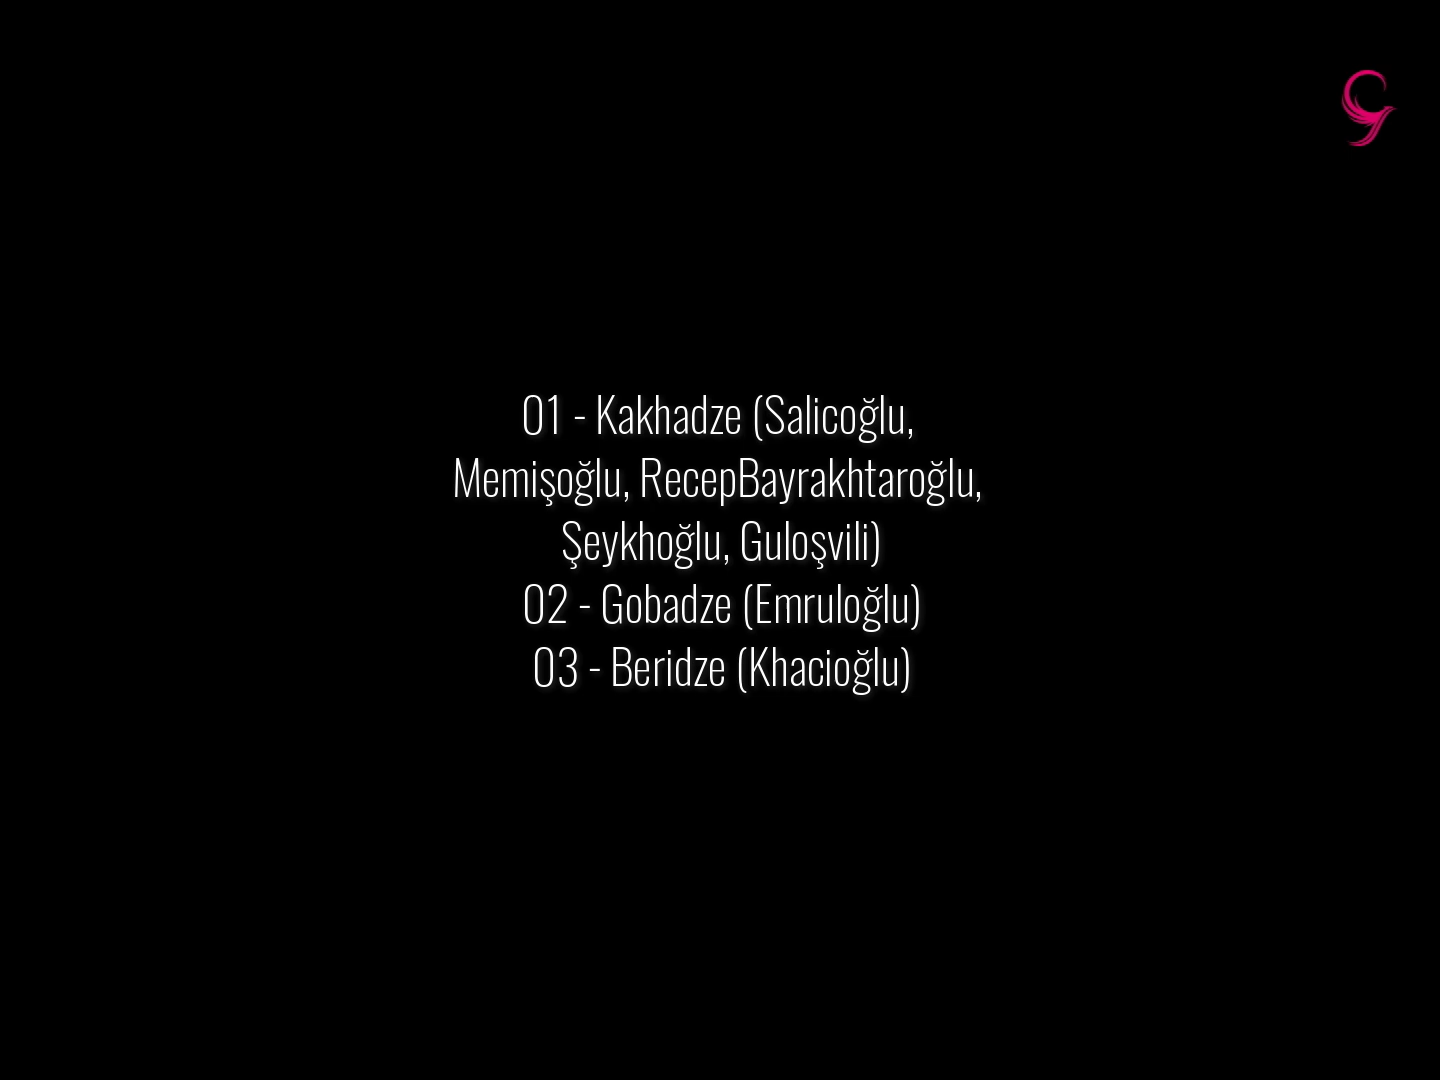 01 - Kakhadze (Salicoğlu,
Memişoğlu, RecepBayrakhtaroğlu,
Şeykhoğlu, Guloşvili)
02 - Gobadze (Emruloğlu)
03 - Beridze (Khacioğlu)